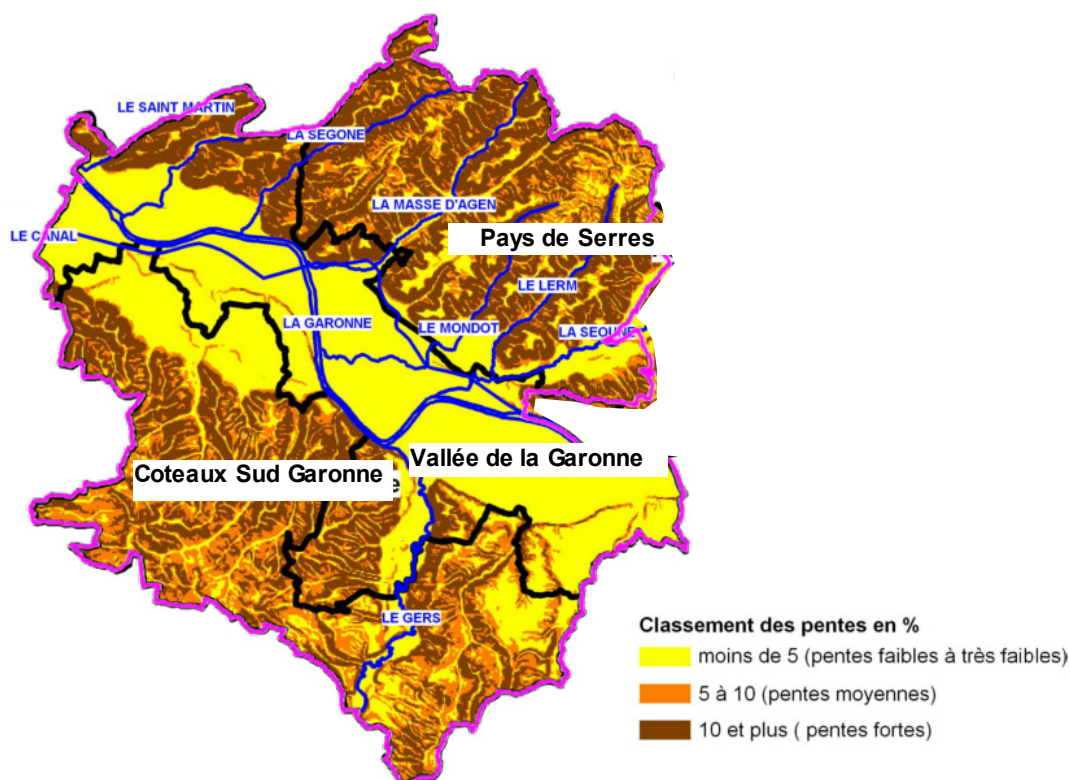 LE SAINT MARTIN
LA SEGONE
LA MASSE D'AGEN
LE CANAL
Pays de Serres
LE LERM
LA GARONNE
LE MONDOT
LA SEOUNE
Vallée de la Garonne
Coteaux Sud Garonne
LE GERS
Classement des pentes en %
moins de 5 (pentes faibles à très faibles)
5 à 10 (pentes moyennes)
10 et plus ( pentes fortes)